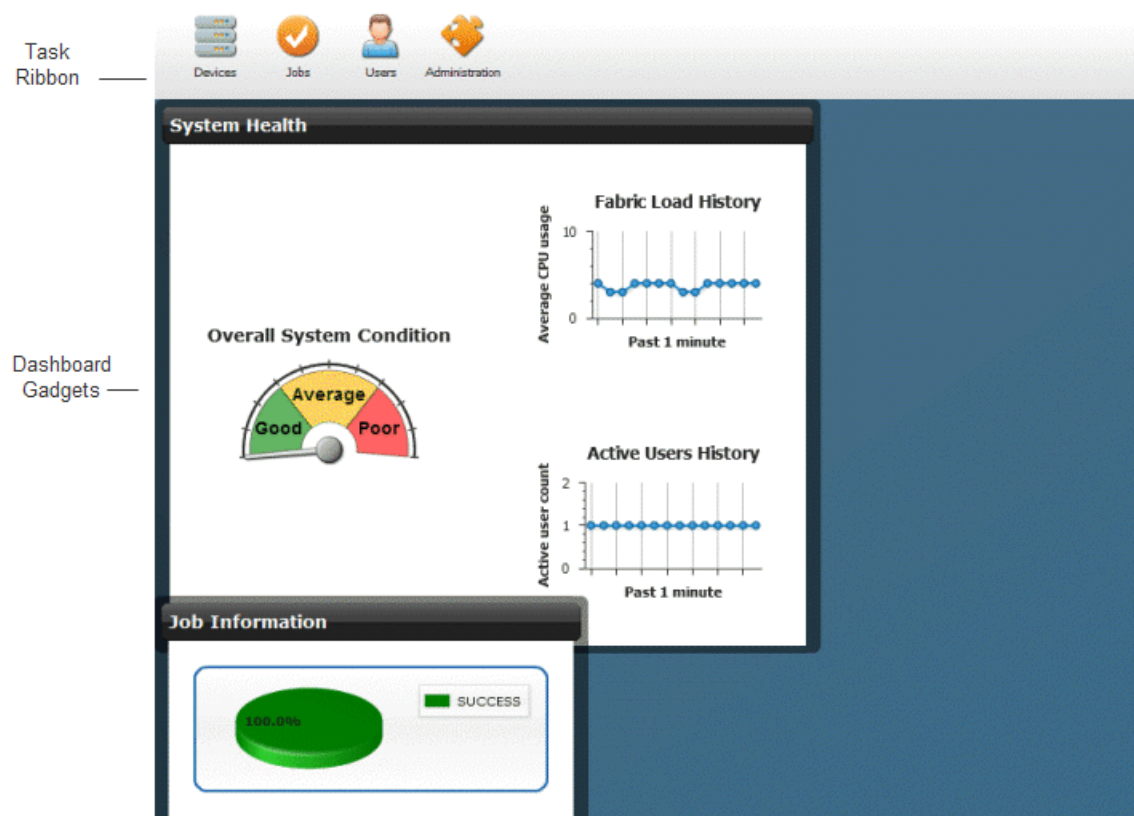 Task
Ribbon
Devices
Jobs
Users
Administration
System Health
Fabric Load History
Average CPU usage
10
0
Past 1 minute
Overall System Condition
Good
Average
Poor
Dashboard
Gadgets
Active Users History
Active user count
2
1
0
Past 1 minute
Job Information
100.0%
SUCCESS